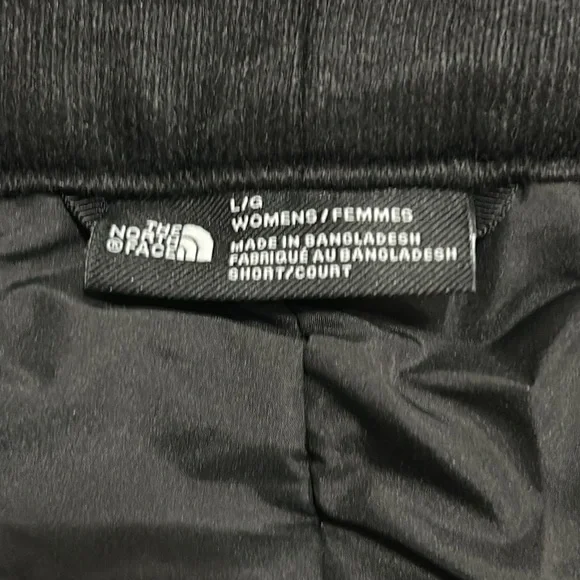 THE
NORTH
FACE
®
L/G
WOMENS/FEMMES
MADE IN BANGLADESH
FABRIQUÉ AU BANGLADESH
SHORT/COURT